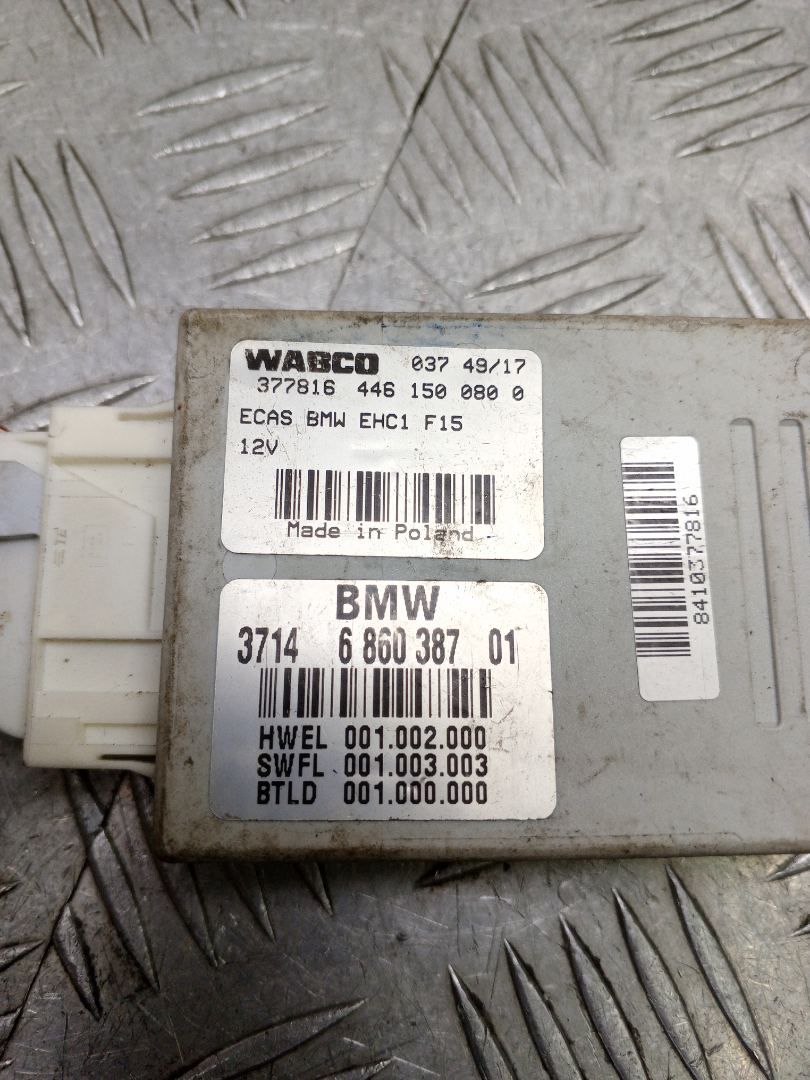 WABCO 037 49/17
377816 446 150 080 0
ECAS BMW EHC1 F15
12V
Made in Poland
8410377816
BMW
3714 6 860 387 01
HWEL 001.002.000
SWFL 001.003.003
BTLD 001.000.000